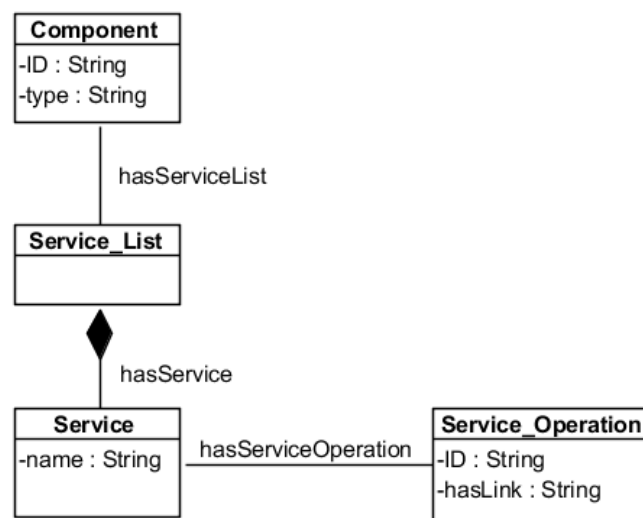 Component
-ID : String
-type : String
hasServiceList
Service_List
hasService
Service
-name : String
hasServiceOperation
Service_Operation
-ID : String
-hasLink : String